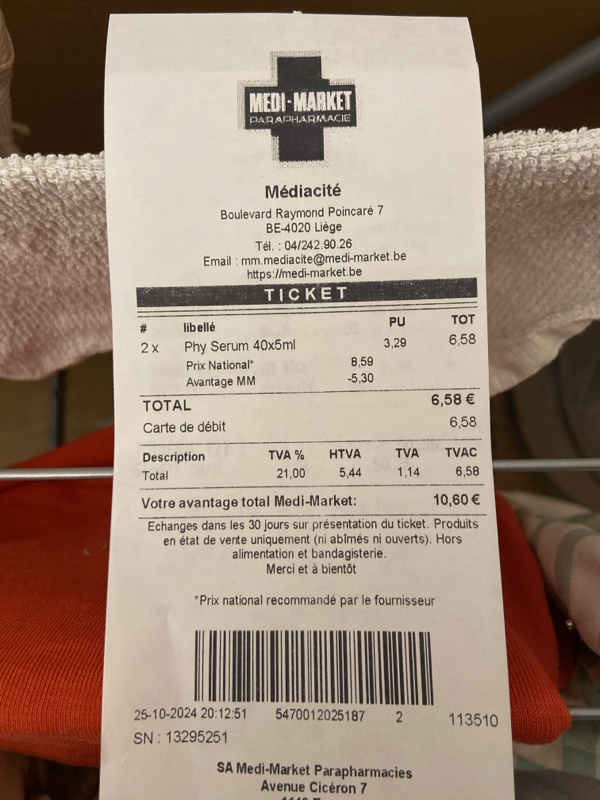 MEDI-MARKET
PARAPHARMACIE
Médiacité
Boulevard Raymond Poincaré 7
BE-4020 Liège
Tél. : 04/242.90.26
Email : mm.mediacite@medi-market.be
https://medi-market.be
TICKET
# libellé PU TOT
2 x Phy Serum 40x5ml 3,29 6,58
Prix National* 8,59
Avantage MM -5,30
TOTAL 6,58 €
Carte de débit 6,58
Description TVA % HTVA TVA TVAC
Total 21,00 5,44 1,14 6,58
Votre avantage total Medi-Market: 10,60 €
Echanges dans les 30 jours sur présentation du ticket. Produits
en état de vente uniquement (ni abîmés ni ouverts). Hors
alimentation et bandagisterie.
Merci et à bientôt
*Prix national recommandé par le fournisseur
25-10-2024 20:12:51 5470012025187 2 113510
SN : 13295251
SA Medi-Market Parapharmacies
Avenue Cicéron 7